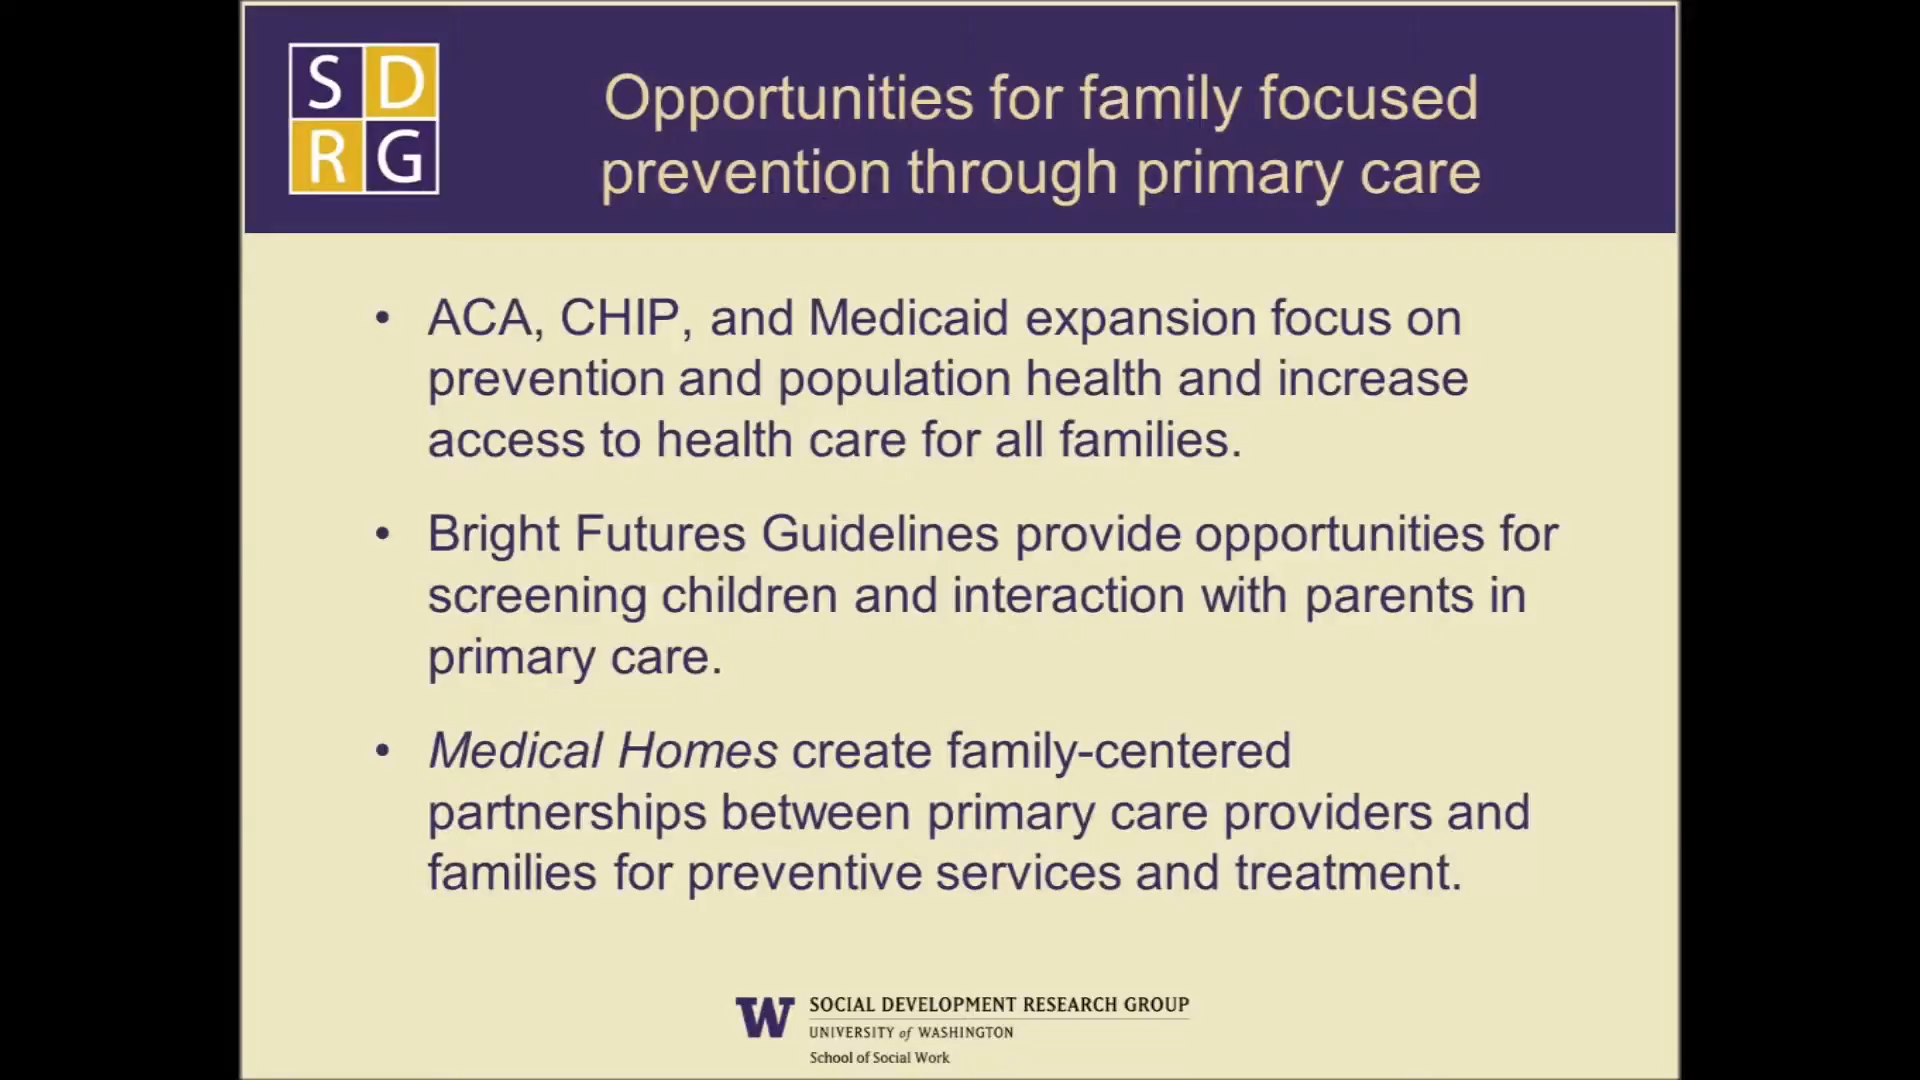 S D
R G
Opportunities for family focused
prevention through primary care
• ACA, CHIP, and Medicaid expansion focus on
prevention and population health and increase
access to health care for all families.
• Bright Futures Guidelines provide opportunities for
screening children and interaction with parents in
primary care.
• Medical Homes create family-centered
partnerships between primary care providers and
families for preventive services and treatment.
W SOCIAL DEVELOPMENT RESEARCH GROUP
UNIVERSITY of WASHINGTON
School of Social Work